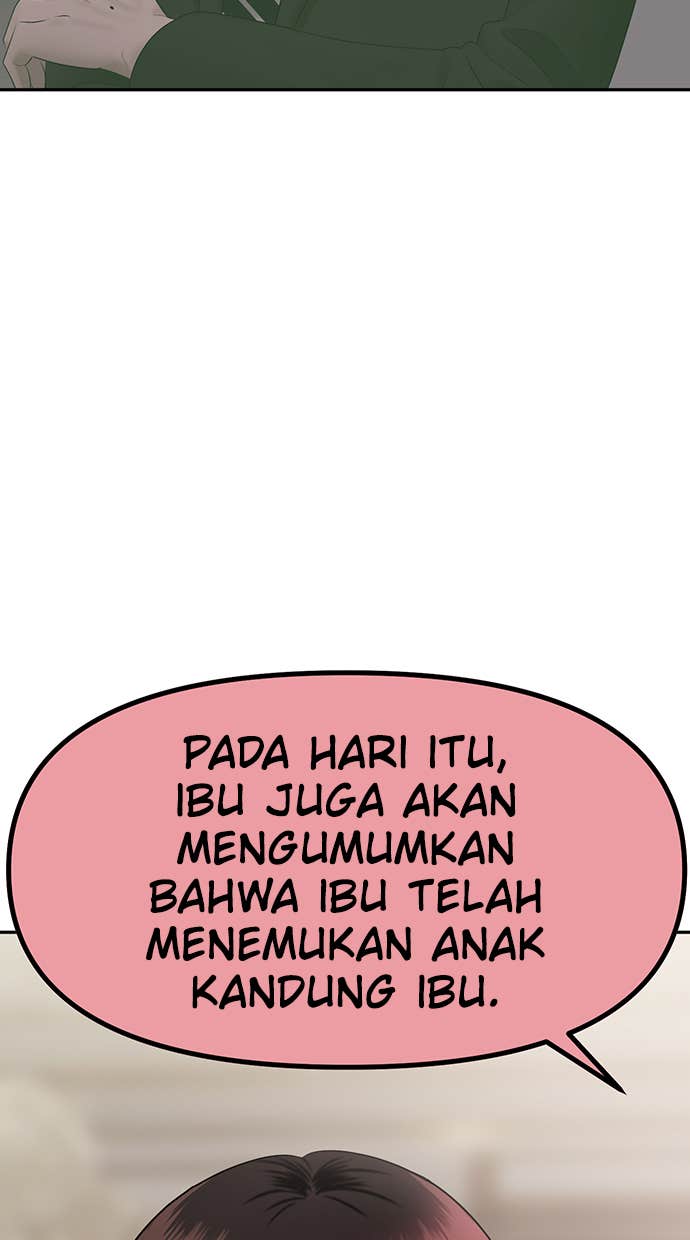 PADA HARI ITU,
IBU JUGA AKAN
MENGUMUMKAN
BAHWA IBU TELAH
MENEMUKAN ANAK
KANDUNG IBU.